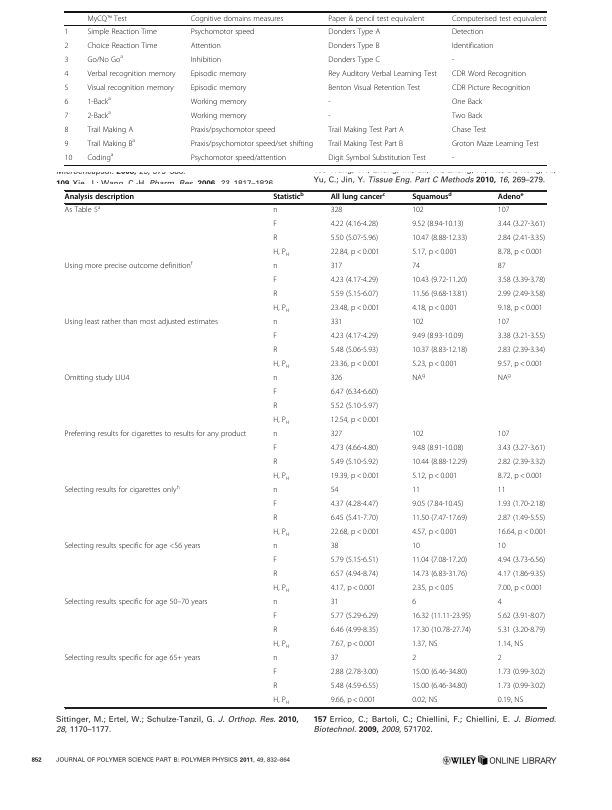 MyCQ™ Test Cognitive domains measures Paper & pencil test equivalent Computerised test equivalent
1 Simple Reaction Time Psychomotor speed Donders Type A Detection
2 Choice Reaction Time Attention Donders Type B Identification
3 Go/No Goᵃ Inhibition Donders Type C -
4 Verbal recognition memory Episodic memory Rey Auditory Verbal Learning Test CDR Word Recognition
5 Visual recognition memory Episodic memory Benton Visual Retention Test CDR Picture Recognition
6 1-Backᵃ Working memory - One Back
7 2-Backᵃ Working memory - Two Back
8 Trail Making A Praxis/psychomotor speed Trail Making Test Part A Chase Test
9 Trail Making Bᵃ Praxis/psychomotor speed/set shifting Trail Making Test Part B Groton Maze Learning Test
10 Codingᵃ Psychomotor speed/attention Digit Symbol Substitution Test -
109 Xie, J.; Wang, C.-H. Pharm. Res. 2006, 23, 1817–1826.
Yu, C.; Jin, Y. Tissue Eng. Part C Methods 2010, 16, 269–279.
Analysis description Statisticᵇ All lung cancerᶜ Squamousᵈ Adenoᵉ
As Table 5ᵃ n 328 102 107
F 4.22 (4.16-4.28) 9.52 (8.94-10.13) 3.44 (3.27-3.61)
R 5.50 (5.07-5.96) 10.47 (8.88-12.33) 2.84 (2.41-3.35)
H, P_H 22.84, p < 0.001 5.17, p < 0.001 8.78, p < 0.001
Using more precise outcome definitionᶠ n 317 74 87
F 4.23 (4.17-4.29) 10.43 (9.72-11.20) 3.58 (3.39-3.78)
R 5.59 (5.15-6.07) 11.56 (9.68-13.81) 2.99 (2.49-3.58)
H, P_H 23.48, p < 0.001 4.18, p < 0.001 9.18, p < 0.001
Using least rather than most adjusted estimates n 331 102 107
F 4.23 (4.17-4.29) 9.49 (8.93-10.09) 3.38 (3.21-3.55)
R 5.48 (5.06-5.93) 10.37 (8.83-12.18) 2.83 (2.39-3.34)
H, P_H 23.36, p < 0.001 5.23, p < 0.001 9.57, p < 0.001
Omitting study LIU4 n 326 NAᵍ NAᵍ
F 6.47 (6.34-6.60)
R 5.52 (5.10-5.97)
H, P_H 12.54, p < 0.001
Preferring results for cigarettes to results for any product n 327 102 107
F 4.73 (4.66-4.80) 9.48 (8.91-10.08) 3.43 (3.27-3.61)
R 5.49 (5.10-5.92) 10.44 (8.88-12.29) 2.82 (2.39-3.32)
H, P_H 19.39, p < 0.001 5.12, p < 0.001 8.72, p < 0.001
Selecting results for cigarettes onlyʰ n 54 11 11
F 4.37 (4.28-4.47) 9.05 (7.84-10.45) 1.93 (1.70-2.18)
R 6.45 (5.41-7.70) 11.50 (7.47-17.69) 2.87 (1.49-5.55)
H, P_H 22.68, p < 0.001 4.57, p < 0.001 16.64, p < 0.001
Selecting results specific for age <56 years n 38 10 10
F 5.79 (5.15-6.51) 11.04 (7.08-17.20) 4.94 (3.73-6.56)
R 6.57 (4.94-8.74) 14.73 (6.83-31.76) 4.17 (1.86-9.35)
H, P_H 4.17, p < 0.001 2.35, p < 0.05 7.00, p < 0.001
Selecting results specific for age 50–70 years n 31 6 4
F 5.77 (5.29-6.29) 16.32 (11.11-23.95) 5.62 (3.91-8.07)
R 6.46 (4.99-8.35) 17.30 (10.78-27.74) 5.31 (3.20-8.79)
H, P_H 7.67, p < 0.001 1.37, NS 1.14, NS
Selecting results specific for age 65+ years n 37 2 2
F 2.88 (2.78-3.00) 15.00 (6.46-34.80) 1.73 (0.99-3.02)
R 5.48 (4.59-6.55) 15.00 (6.46-34.80) 1.73 (0.99-3.02)
H, P_H 9.66, p < 0.001 0.02, NS 0.19, NS
Sittinger, M.; Ertel, W.; Schulze-Tanzil, G. J. Orthop. Res. 2010,
28, 1170–1177.
157 Errico, C.; Bartoli, C.; Chiellini, F.; Chiellini, E. J. Biomed.
Biotechnol. 2009, 2009, 571702.
852 JOURNAL OF POLYMER SCIENCE PART B: POLYMER PHYSICS 2011, 49, 832–864
WILEY ONLINE LIBRARY